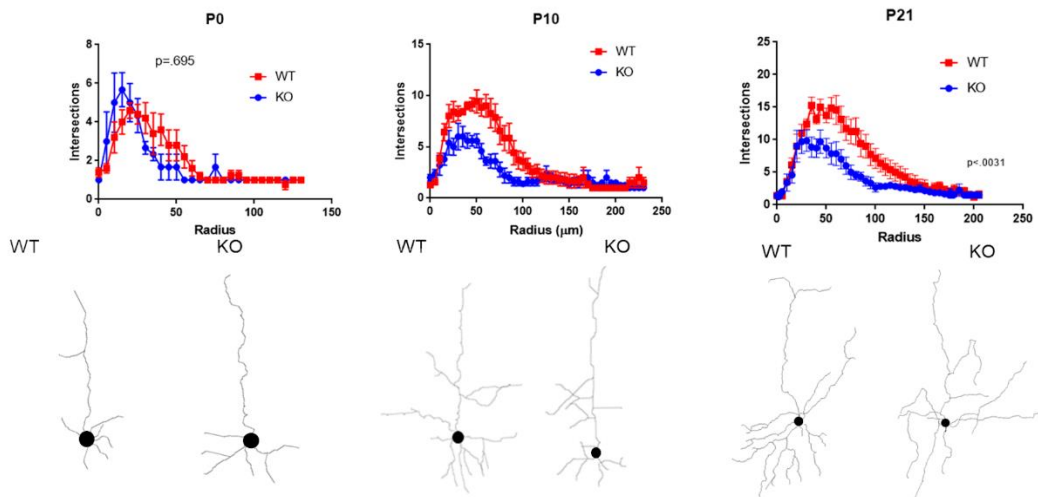 P0
8
6
4
2
0
Intersections
p=.695
WT
KO
0
50
100
150
Radius
WT
KO
P10
15
10
5
0
Intersections
WT
KO
0
50
100
150
200
250
Radius (μm)
WT
KO
P21
25
20
15
10
5
0
Intersections
WT
KO
p<.0031
0
50
100
150
200
250
Radius
WT
KO